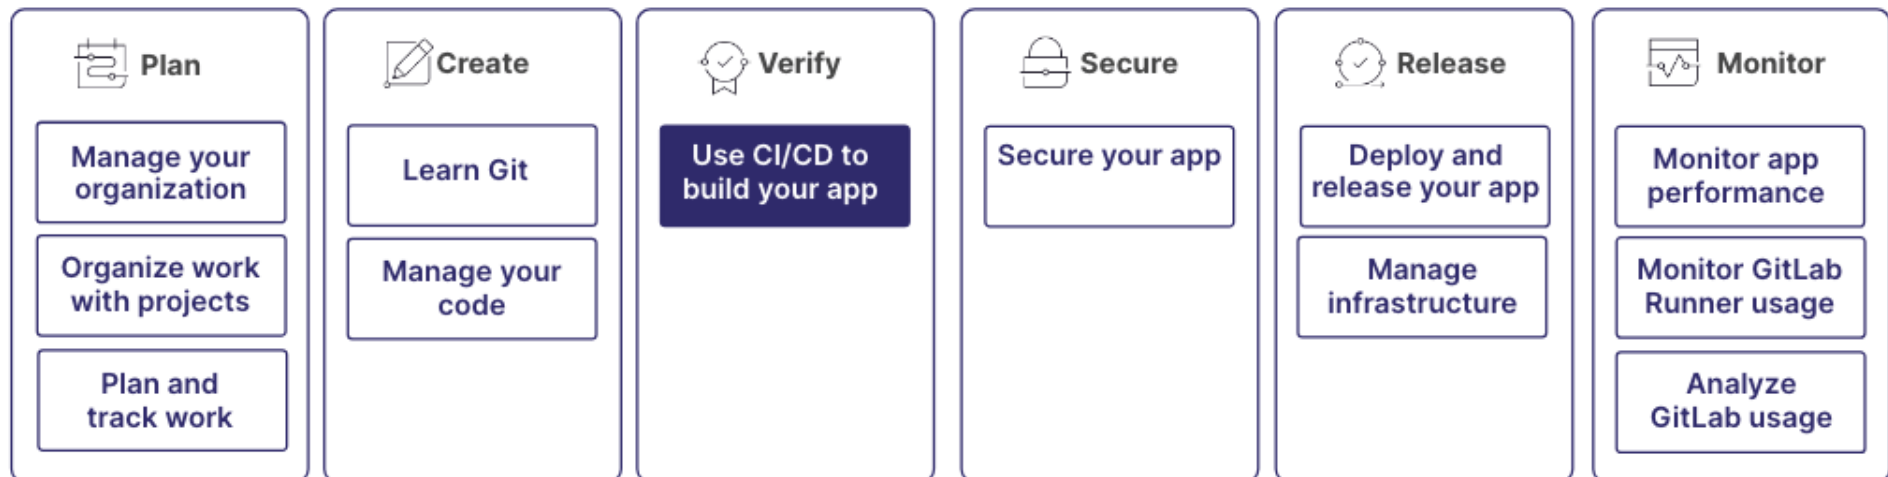 Plan
Manage your
organization
Organize work
with projects
Plan and
track work
Create
Learn Git
Manage your
code
Verify
Use CI/CD to
build your app
Secure
Secure your app
Release
Deploy and
release your app
Manage
infrastructure
Monitor
Monitor app
performance
Monitor GitLab
Runner usage
Analyze
GitLab usage